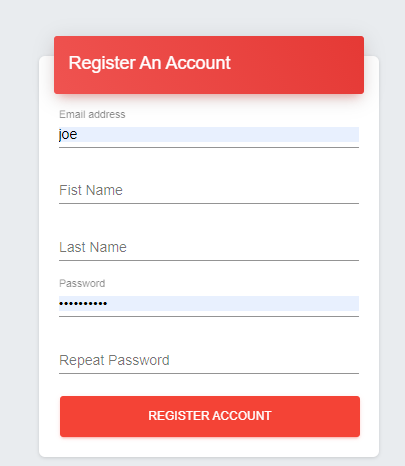 Register An Account
Email address
joe
Fist Name
Last Name
Password
••••••••••
Repeat Password
REGISTER ACCOUNT